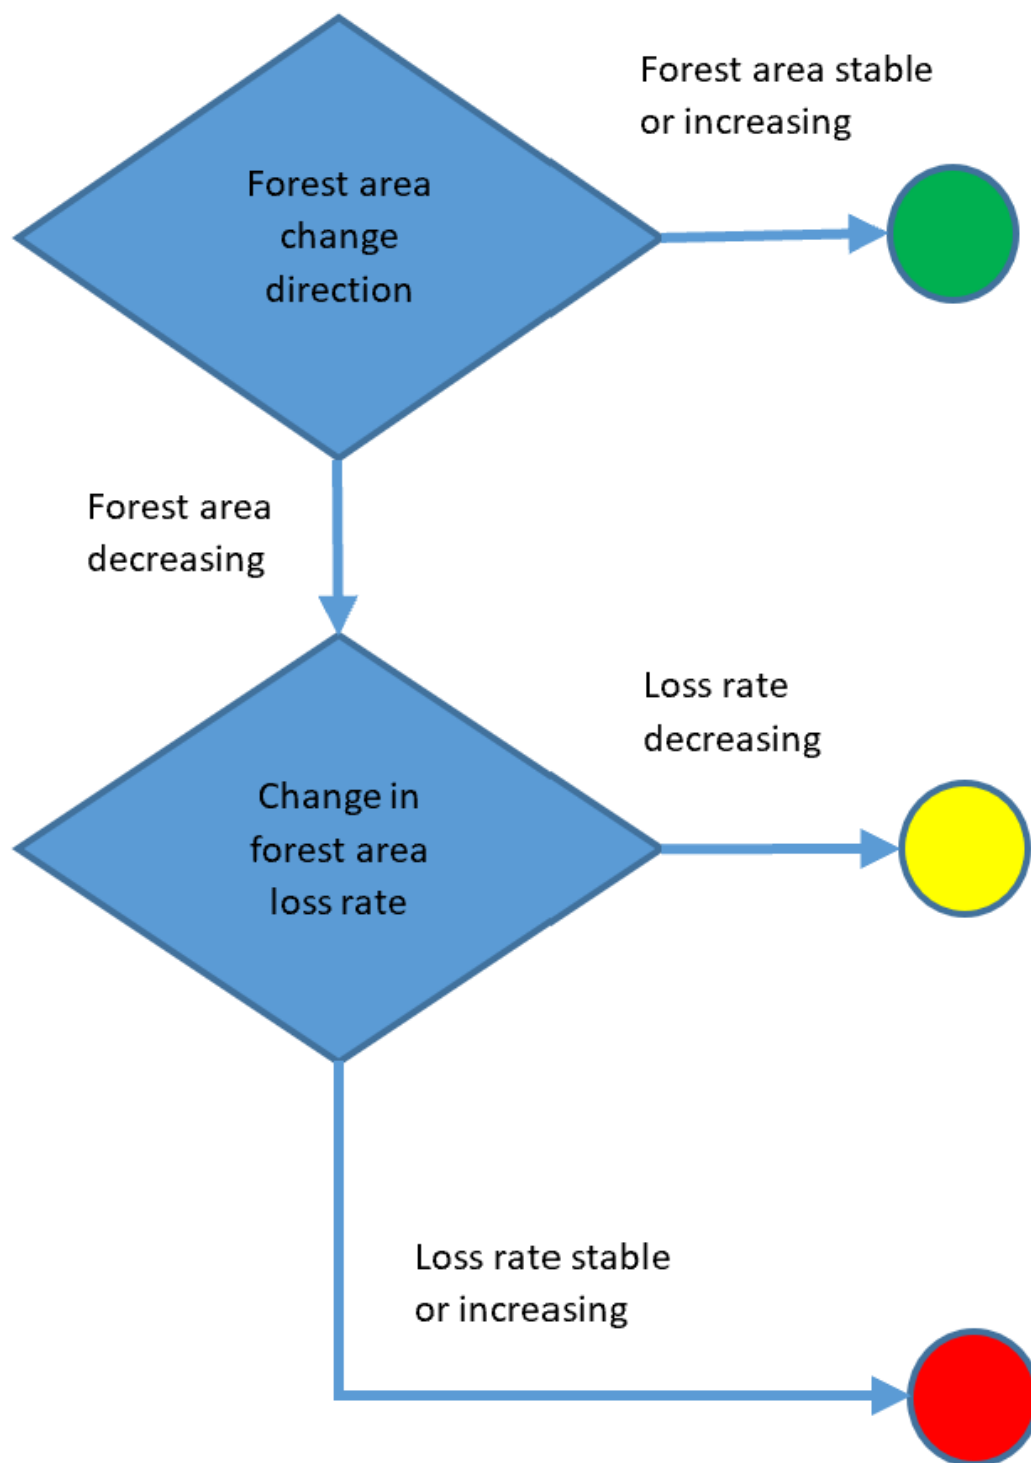 Forest area stable
or increasing
Forest area
change
direction
Forest area
decreasing
Loss rate
decreasing
Change in
forest area
loss rate
Loss rate stable
or increasing